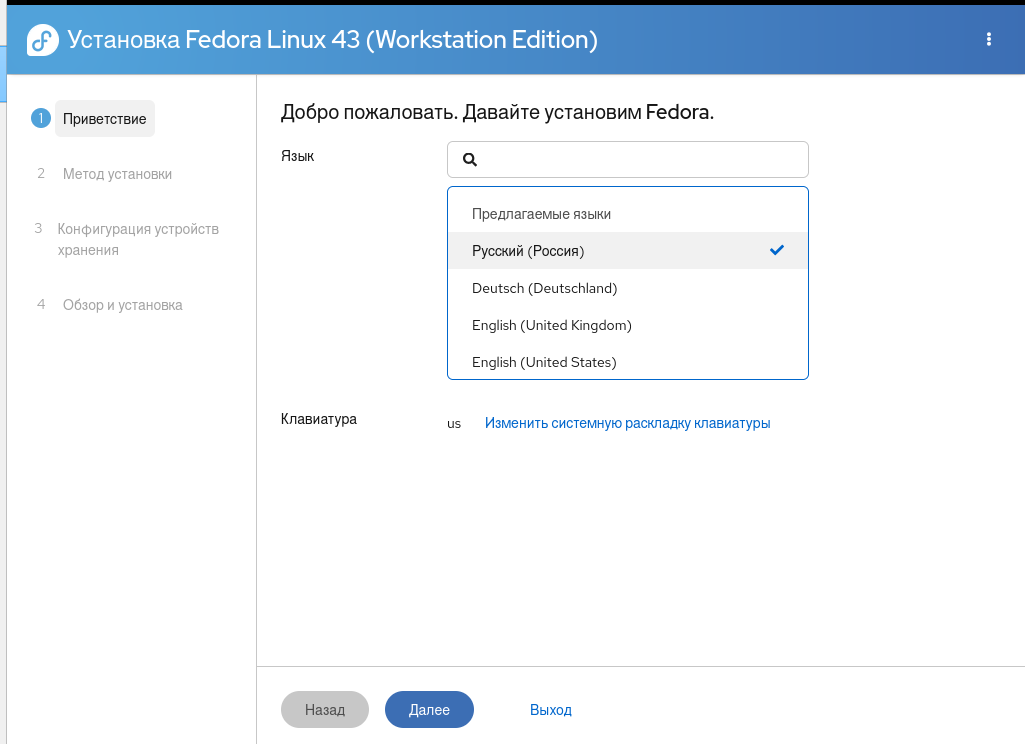 Установка Fedora Linux 43 (Workstation Edition)
1 Приветствие
2 Метод установки
3 Конфигурация устройств
хранения
4 Обзор и установка
Добро пожаловать. Давайте установим Fedora.
Язык
Предлагаемые языки
Русский (Россия)
Deutsch (Deutschland)
English (United Kingdom)
English (United States)
Клавиатура
us Изменить системную раскладку клавиатуры
Назад Далее Выход